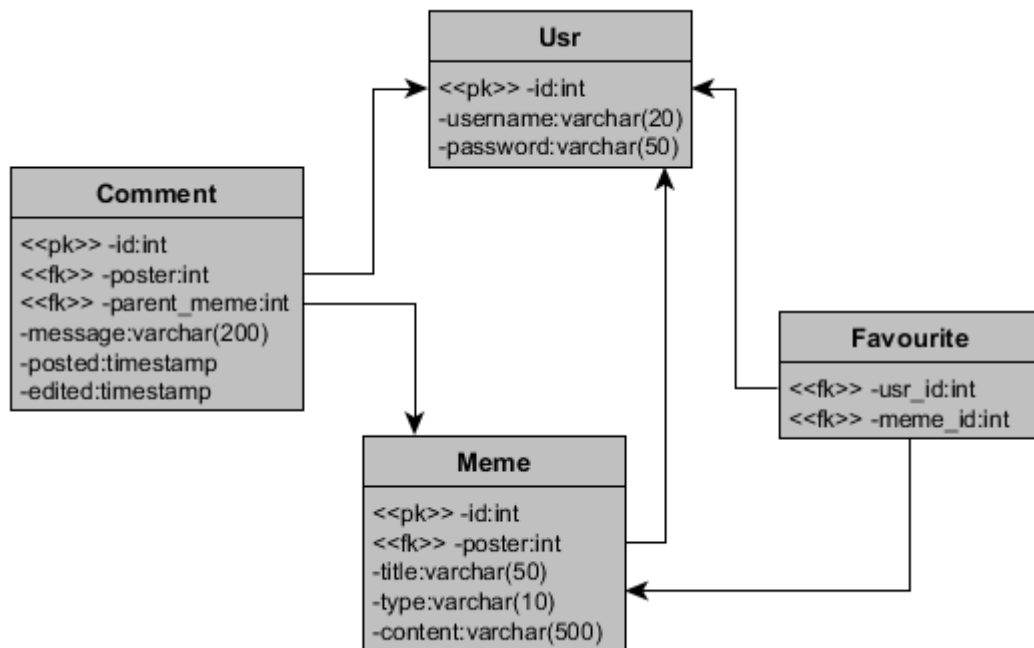 Usr
<<pk>> -id:int
-username:varchar(20)
-password:varchar(50)
Comment
<<pk>> -id:int
<<fk>> -poster:int
<<fk>> -parent_meme:int
-message:varchar(200)
-posted:timestamp
-edited:timestamp
Favourite
<<fk>> -usr_id:int
<<fk>> -meme_id:int
Meme
<<pk>> -id:int
<<fk>> -poster:int
-title:varchar(50)
-type:varchar(10)
-content:varchar(500)